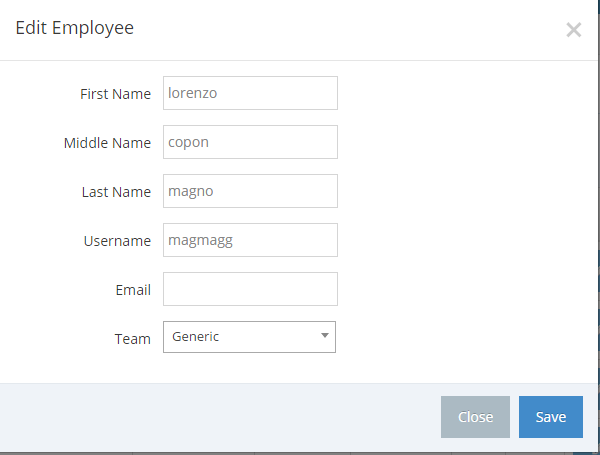 Edit Employee
First Name lorenzo
Middle Name copon
Last Name magno
Username magmagg
Email
Team Generic
Close Save